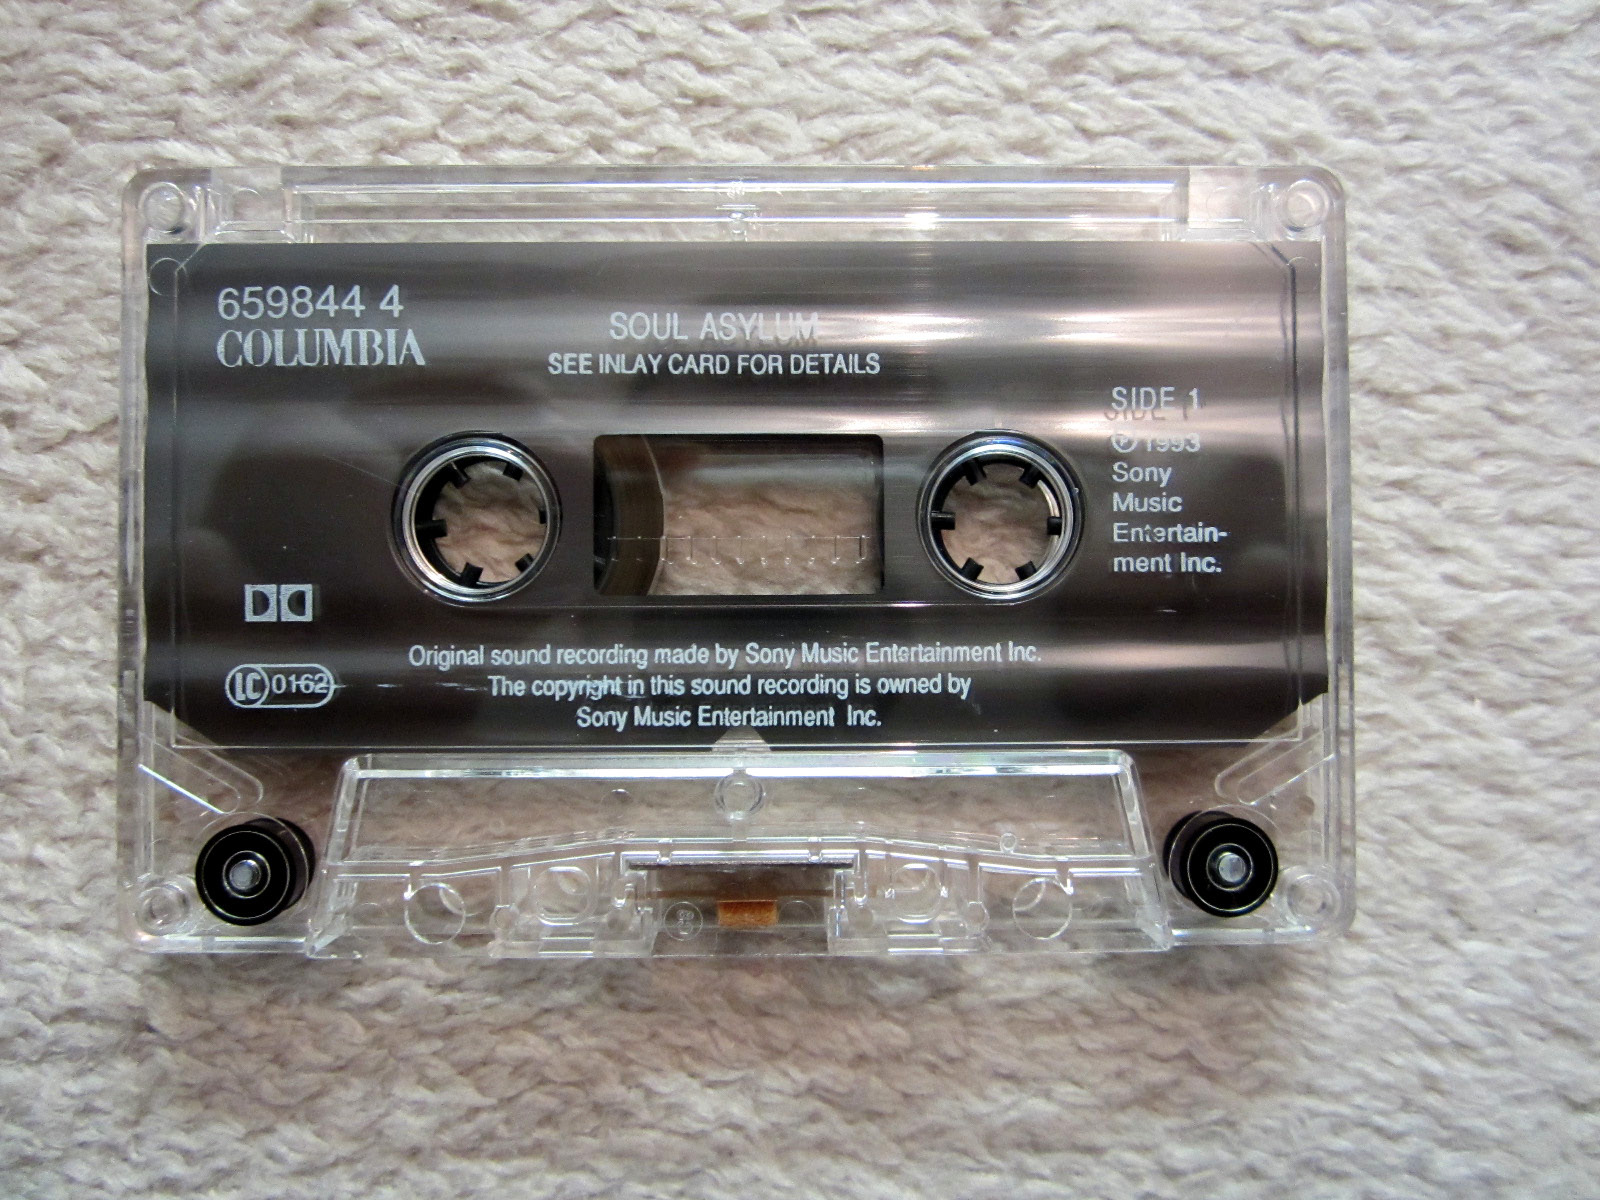 659844 4
COLUMBIA
SOUL ASYLUM
SEE INLAY CARD FOR DETAILS
SIDE 1
℗ 1993
Sony
Music
Entertain-
ment Inc.
LC 0162
Original sound recording made by Sony Music Entertainment Inc.
The copyright in this sound recording is owned by
Sony Music Entertainment Inc.